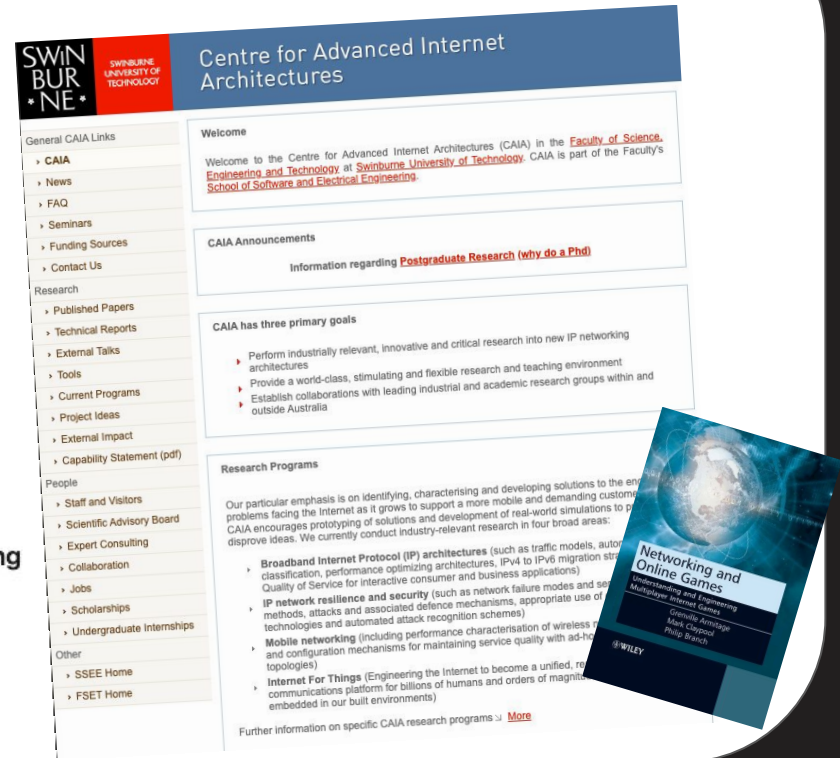 SWIN
BUR
* NE *
SWINBURNE
UNIVERSITY OF
TECHNOLOGY
Centre for Advanced Internet
Architectures
General CAIA Links
› CAIA
› News
› FAQ
› Seminars
› Funding Sources
› Contact Us
Research
› Published Papers
› Technical Reports
› External Talks
› Tools
› Current Programs
› Project Ideas
› External Impact
› Capability Statement (pdf)
People
› Staff and Visitors
› Scientific Advisory Board
› Expert Consulting
› Collaboration
› Jobs
› Scholarships
› Undergraduate Internships
Other
› SSEE Home
› FSET Home
Welcome
Welcome to the Centre for Advanced Internet Architectures (CAIA) in the Faculty of Science,
Engineering and Technology at Swinburne University of Technology. CAIA is part of the Faculty's
School of Software and Electrical Engineering.
CAIA Announcements
Information regarding Postgraduate Research (why do a Phd)
CAIA has three primary goals
Perform industrially relevant, innovative and critical research into new IP networking
architectures
Provide a world-class, stimulating and flexible research and teaching environment
Establish collaborations with leading industrial and academic research groups within and
outside Australia
Research Programs
Our particular emphasis is on identifying, characterising and developing solutions to the
problems facing the Internet as it grows to support a more mobile and demanding
CAIA encourages prototyping of solutions and development of real-world simulations to
disprove ideas. We currently conduct industry-relevant research in four broad areas:
› Broadband Internet Protocol (IP) architectures (such as traffic models,
classification, performance optimizing architectures, IPv4 to IPv6 migration
Quality of Service for interactive consumer and business applications)
› IP network resilience and security (such as network failure modes and
methods, attacks and associated defence mechanisms, appropriate use of
technologies and automated attack recognition schemes)
› Mobile networking (including performance characterisation of wireless
and configuration mechanisms for maintaining service quality with ad-
topologies)
› Internet For Things (Engineering the Internet to become a unified,
communications platform for billions of humans and orders of
embedded in our built environments)
Further information on specific CAIA research programs More
ng
Networking and
Online Games
Understanding and Engineering
Multiplayer Internet Games
Grenville Armitage
Mark Claypool
Philip Branch
WILEY